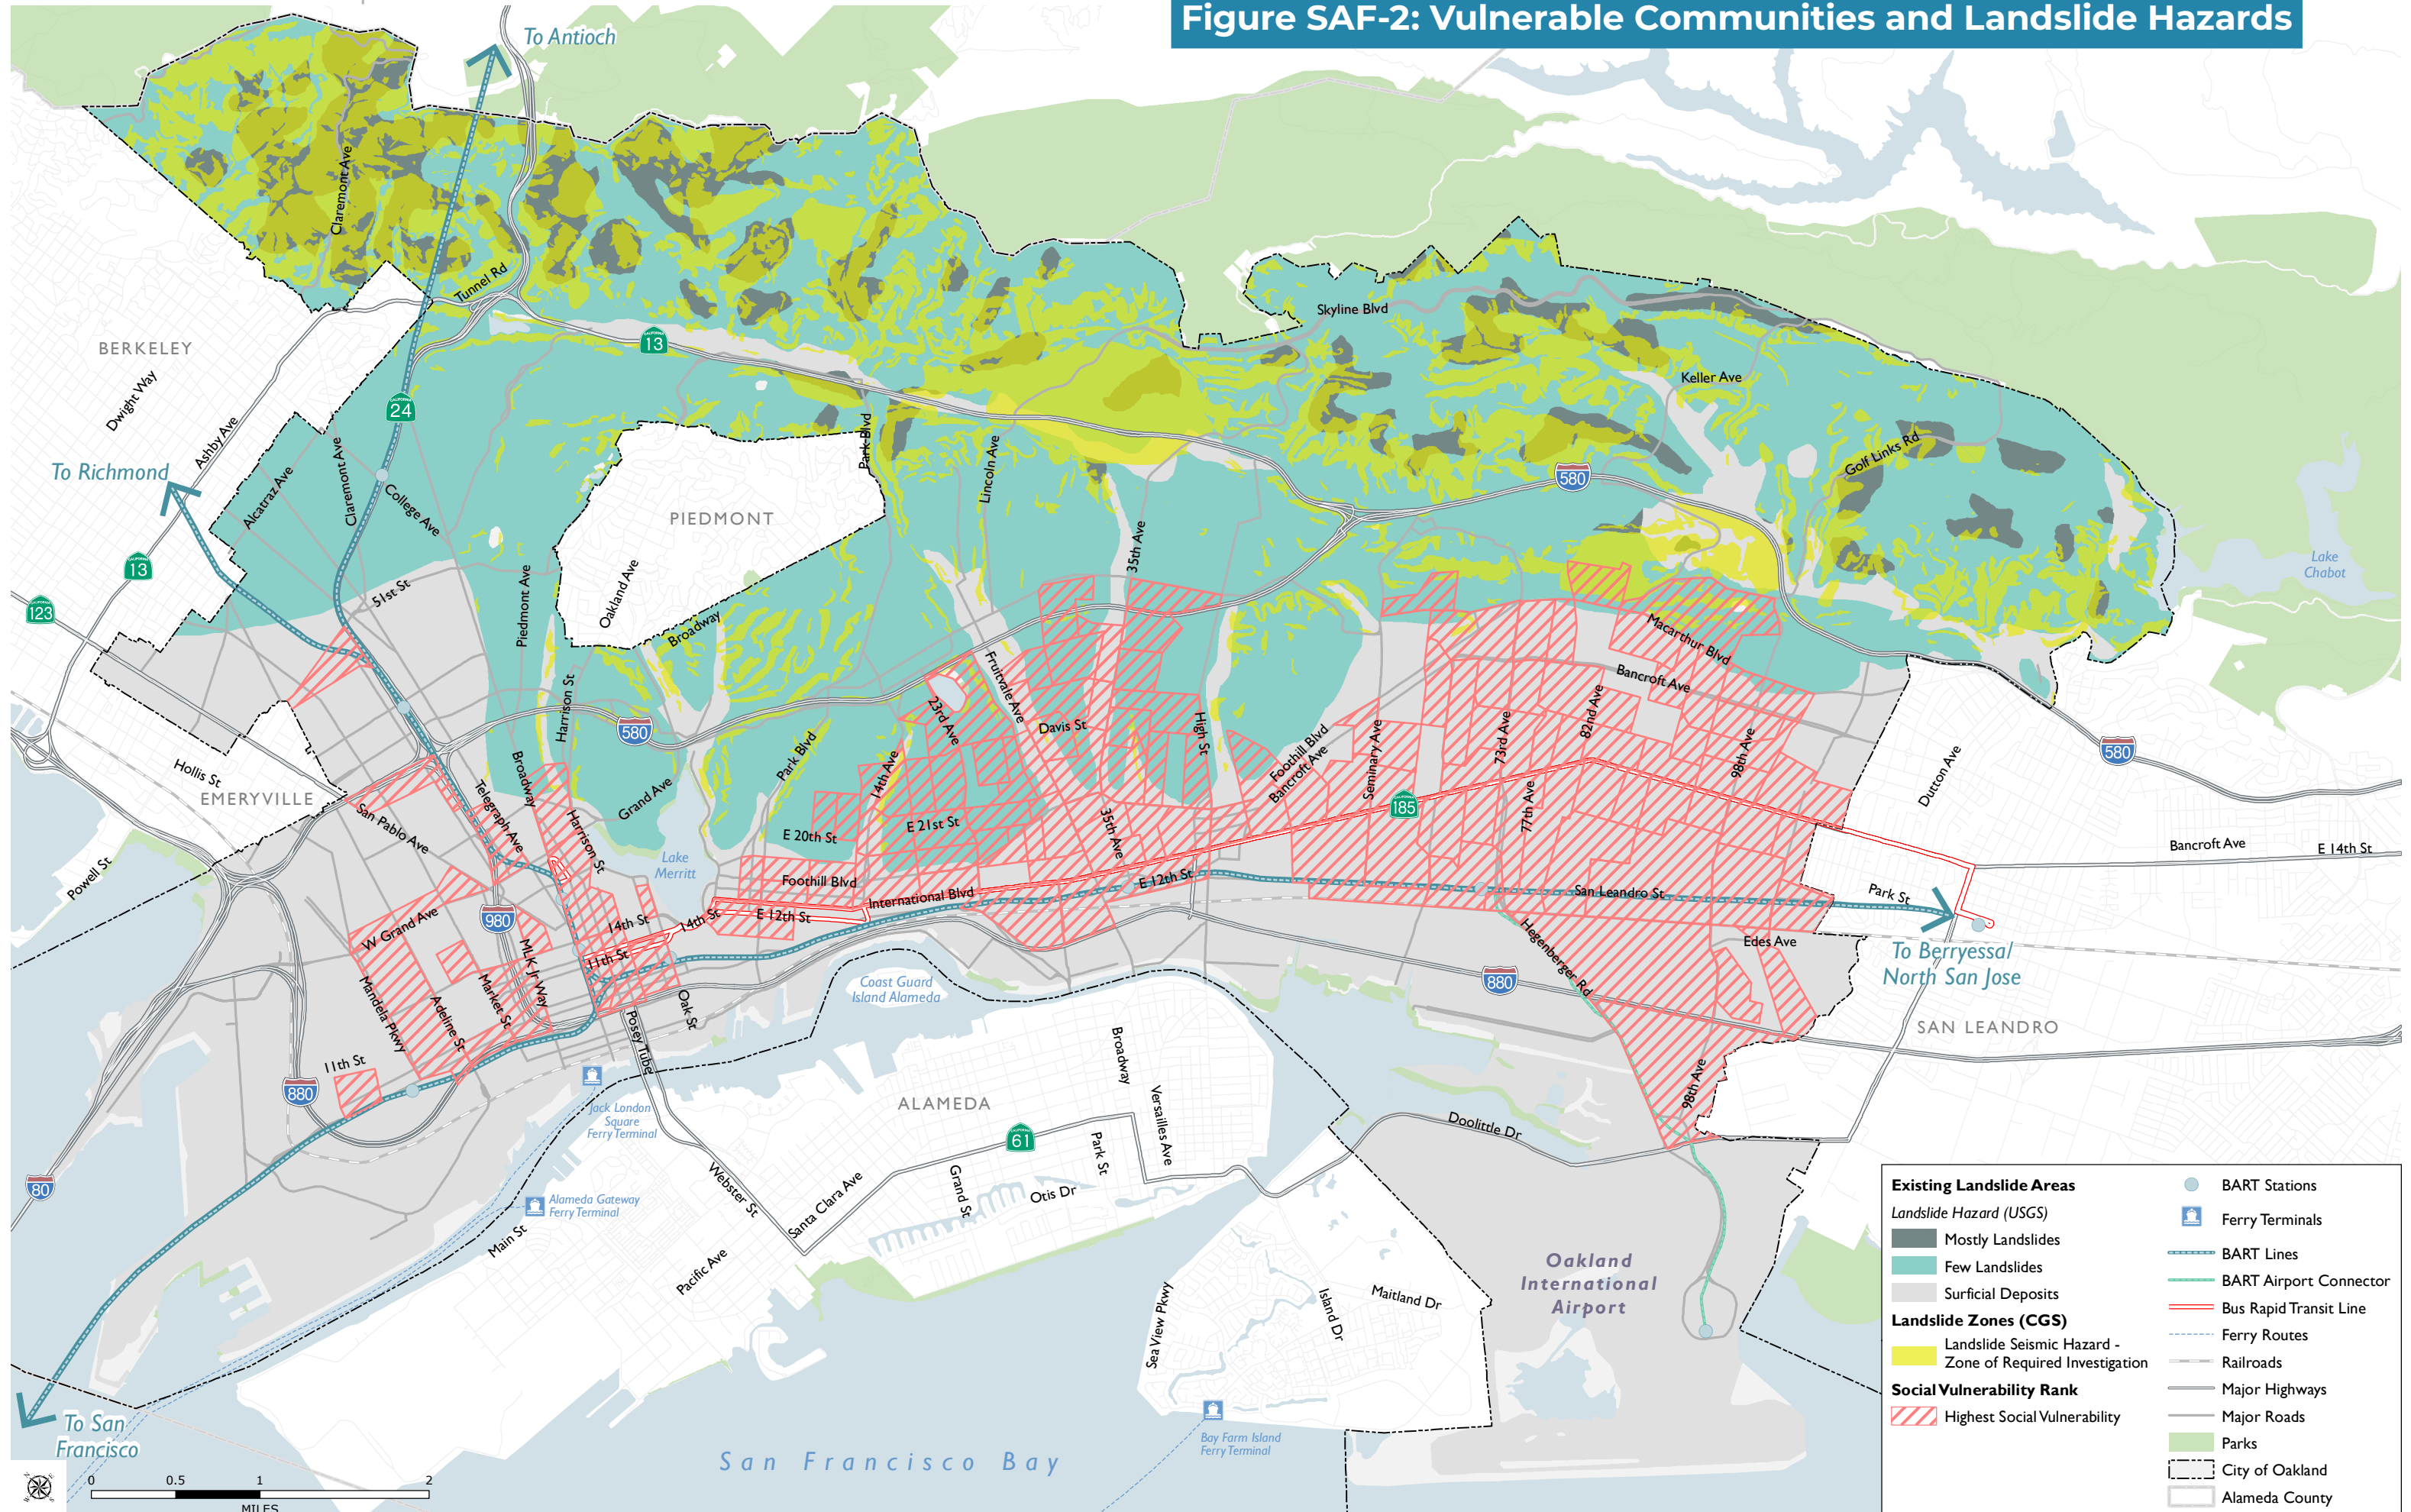 Figure SAF-2: Vulnerable Communities and Landslide Hazards
To Antioch
Claremont Ave
Tunnel Rd
BERKELEY
Dwight Way
Ashby Ave
13
24
Skyline Blvd
Keller Ave
Golf Links Rd
To Richmond
Alcatraz Ave
Claremont Ave
College Ave
Park Blvd
Lincoln Ave
PIEDMONT
580
35th Ave
Lake
Chabot
13
123
51st St
Piedmont Ave
Oakland Ave
Broadway
Macarthur Blvd
Bancroft Ave
Fruitvale Ave
23rd Ave
Davis St
High St
Harrison St
580
Park Blvd
14th Ave
Foothill Blvd
Bancroft Ave
Seminary Ave
73rd Ave
82nd Ave
98th Ave
580
Hollis St
EMERYVILLE
San Pablo Ave
Telegraph Ave
Broadway
Harrison St
Grand Ave
E 20th St
E 21st St
35th Ave
185
77th Ave
Dutton Ave
Bancroft Ave
E 14th St
Powell St
Lake
Merritt
Foothill Blvd
International Blvd
E 12th St
E 12th St
San Leandro St
Park St
W Grand Ave
980
14th St
14th St
11th St
MLK Jr Way
Market St
Adeline St
Mandela Pkwy
Oak St
Posey Tube
Hegenberger Rd
Edes Ave
To Berryessa/
North San Jose
880
Coast Guard
Island Alameda
SAN LEANDRO
11th St
880
Jack London
Square
Ferry Terminal
ALAMEDA
Broadway
Versailles Ave
98th Ave
Doolittle Dr
61
Park St
Grand St
Otis Dr
Santa Clara Ave
Webster St
80
Alameda Gateway
Ferry Terminal
Main St
Pacific Ave
Sea View Pkwy
Island Dr
Maitland Dr
Oakland
International
Airport
Bay Farm Island
Ferry Terminal
San Francisco Bay
To San
Francisco
0 0.5 1 2
MILES
Existing Landslide Areas
Landslide Hazard (USGS)
Mostly Landslides
Few Landslides
Surficial Deposits
Landslide Zones (CGS)
Landslide Seismic Hazard -
Zone of Required Investigation
Social Vulnerability Rank
Highest Social Vulnerability
BART Stations
Ferry Terminals
BART Lines
BART Airport Connector
Bus Rapid Transit Line
Ferry Routes
Railroads
Major Highways
Major Roads
Parks
City of Oakland
Alameda County